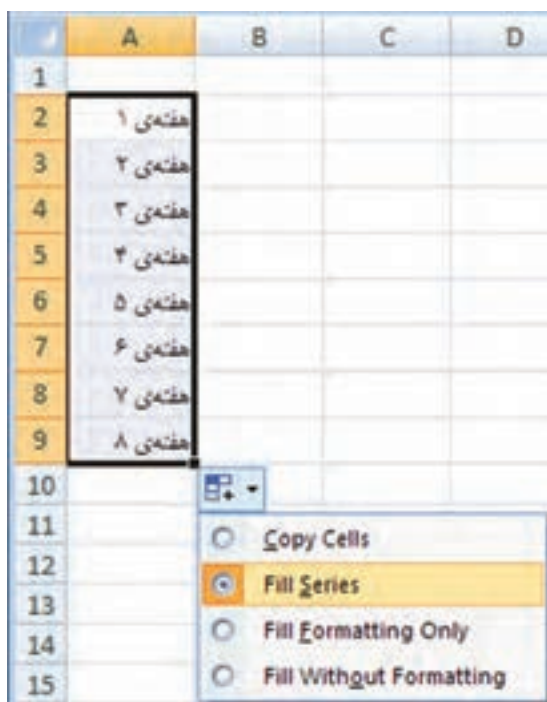 A B C D
1
2 هفته‌ی ۱
3 هفته‌ی ۲
4 هفته‌ی ۳
5 هفته‌ی ۴
6 هفته‌ی ۵
7 هفته‌ی ۶
8 هفته‌ی ۷
9 هفته‌ی ۸
10
11
12
13
14
15
Copy Cells
Fill Series
Fill Formatting Only
Fill Without Formatting